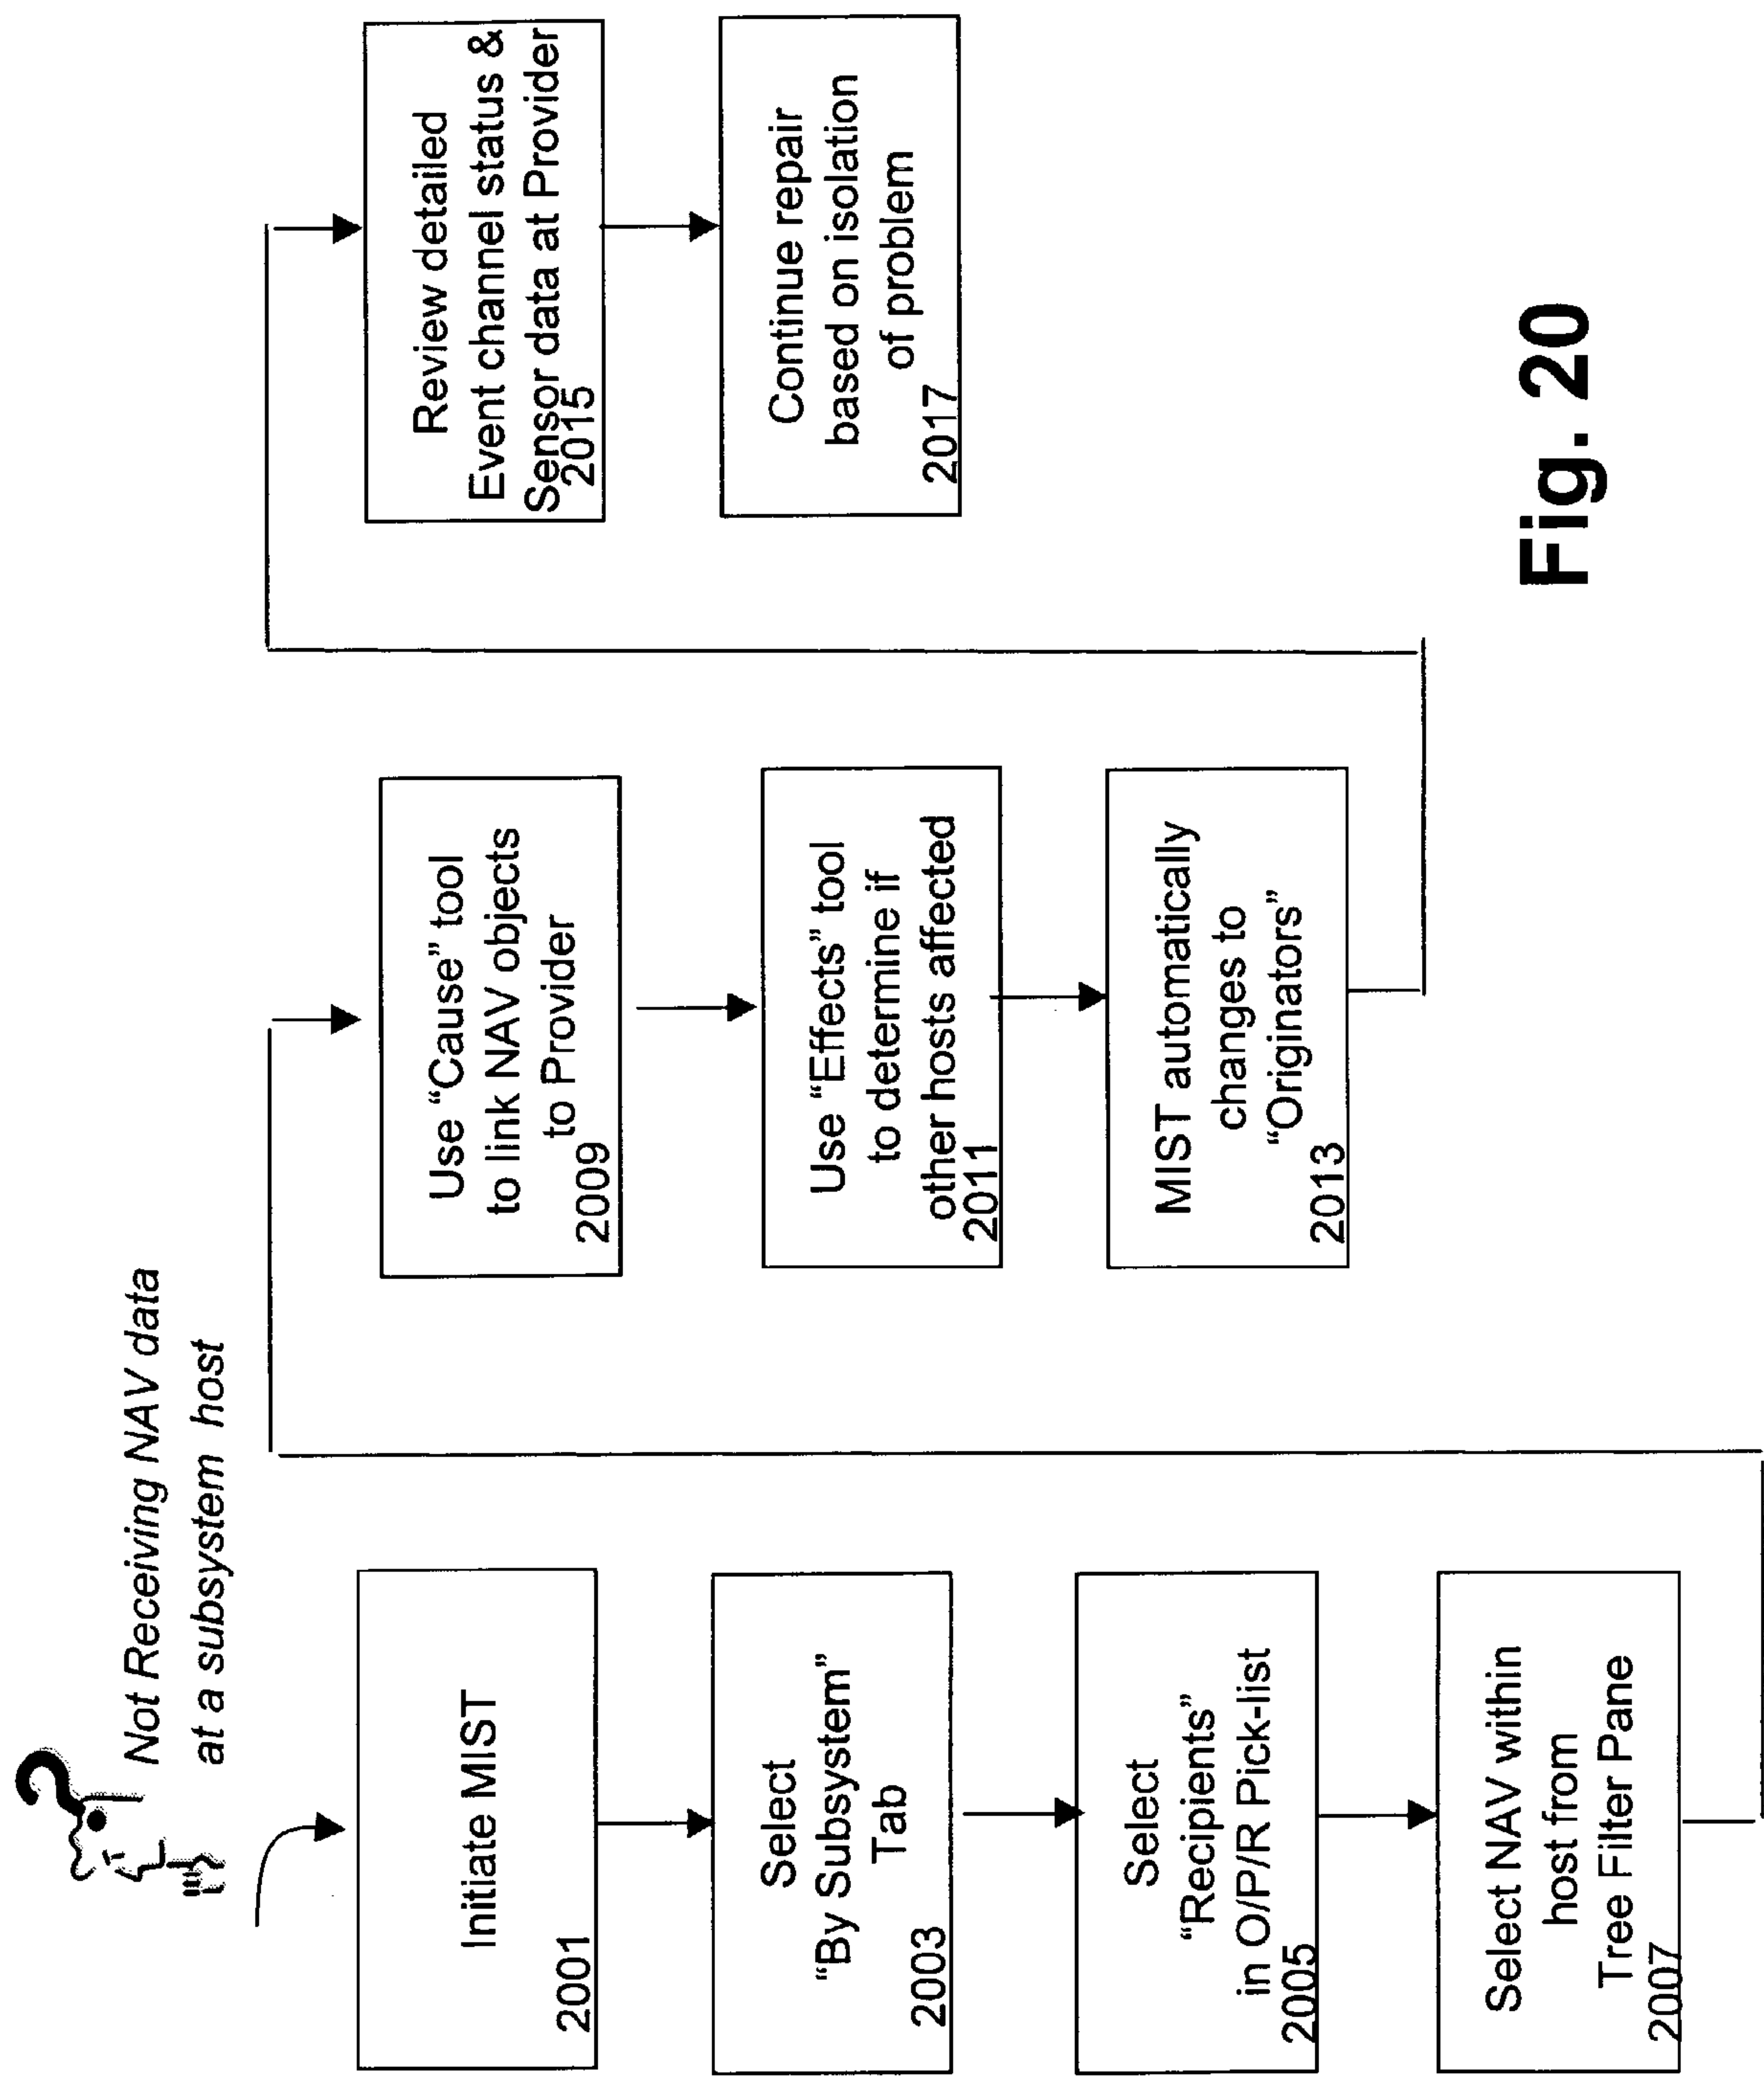 Not Receiving NAV data
at a subsystem host
Initiate MIST
2001
Select
“By Subsystem”
Tab
2003
Select
“Recipients”
in O/P/R Pick-list
2005
Select NAV within
host from
Tree Filter Pane
2007
Use “Cause” tool
to link NAV objects
to Provider
2009
Use “Effects” tool
to determine if
other hosts affected
2011
MIST automatically
changes to
“Originators”
2013
Review detailed
Event channel status &
Sensor data at Provider
2015
Continue repair
based on isolation
of problem
2017
Fig. 20